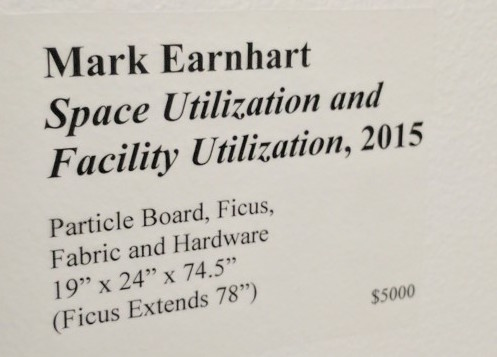 Mark Earnhart
Space Utilization and
Facility Utilization, 2015
Particle Board, Ficus,
Fabric and Hardware
19” x 24” x 74.5”
(Ficus Extends 78”)
$5000